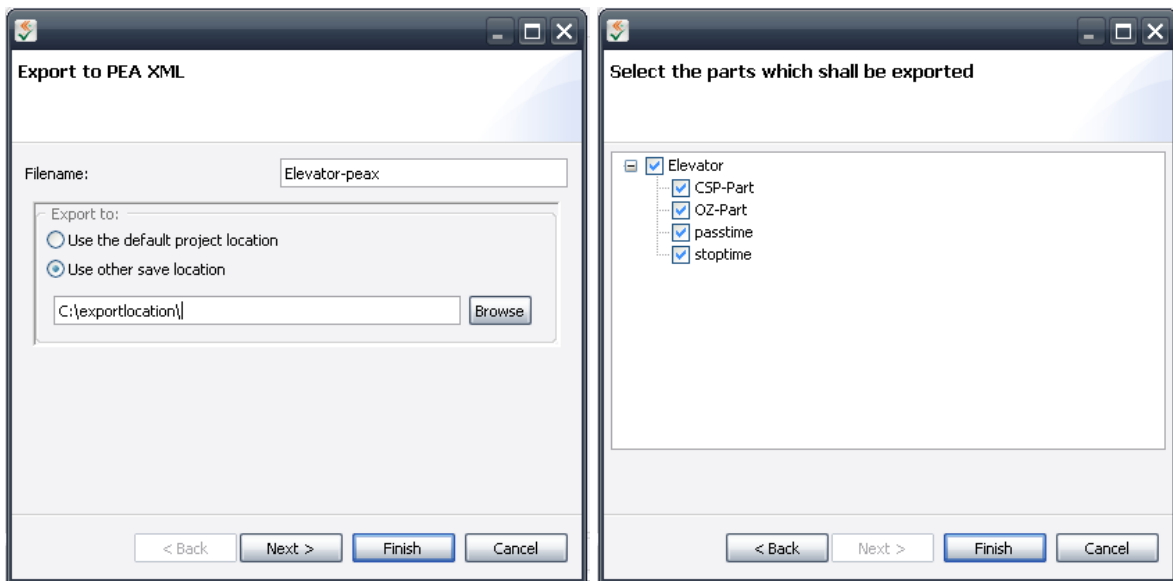 Export to PEA XML
Filename:
Elevator-peax
Export to:
Use the default project location
Use other save location
C:\exportlocation\
Browse
< Back
Next >
Finish
Cancel
Select the parts which shall be exported
Elevator
CSP-Part
OZ-Part
passtime
stoptime
< Back
Next >
Finish
Cancel